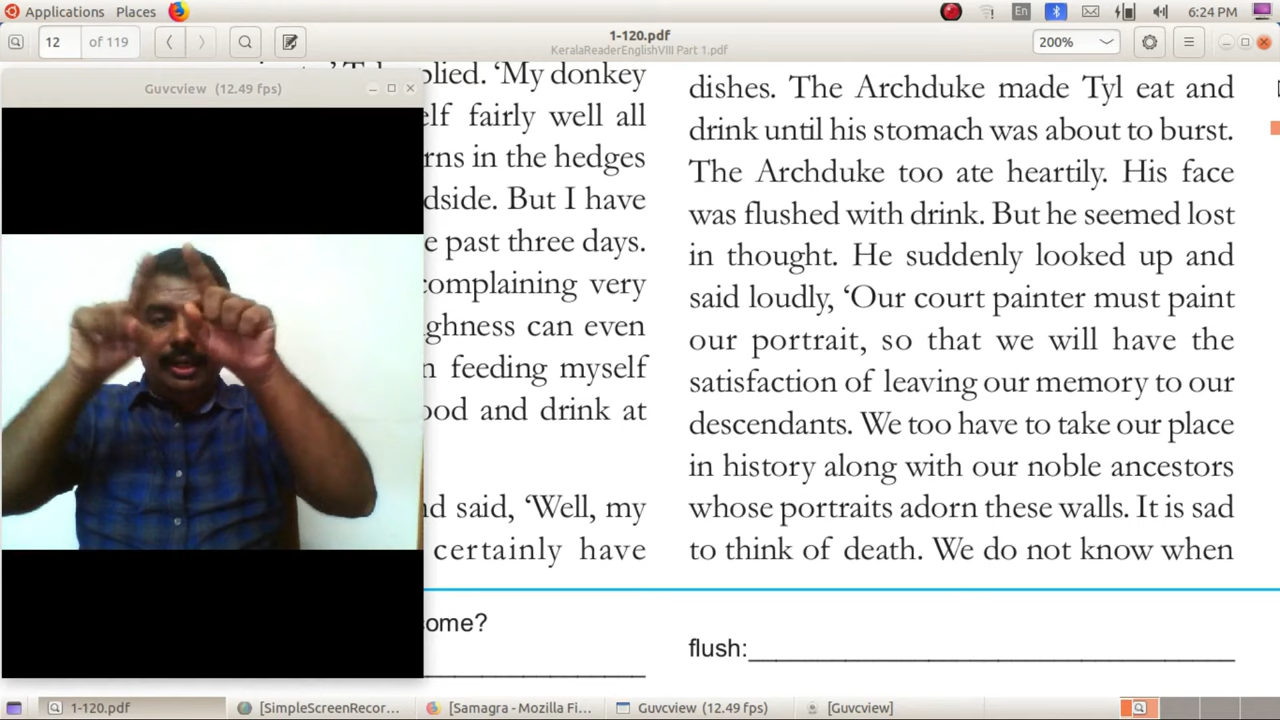 Applications Places En 6:24 PM
12 of 119
1-120.pdf
KeralaReaderEnglishVIII Part 1.pdf
200%
Guvcview (12.49 fps)
plied. ‘My donkey
elf fairly well all
rns in the hedges
dside. But I have
e past three days.
complaining very
ghness can even
n feeding myself
ood and drink at
nd said, ‘Well, my
certainly have
come?
dishes. The Archduke made Tyl eat and
drink until his stomach was about to burst.
The Archduke too ate heartily. His face
was flushed with drink. But he seemed lost
in thought. He suddenly looked up and
said loudly, ‘Our court painter must paint
our portrait, so that we will have the
satisfaction of leaving our memory to our
descendants. We too have to take our place
in history along with our noble ancestors
whose portraits adorn these walls. It is sad
to think of death. We do not know when
flush:
1-120.pdf [SimpleScreenRecor... [Samagra - Mozilla Fi... Guvcview (12.49 fps) [Guvcview]